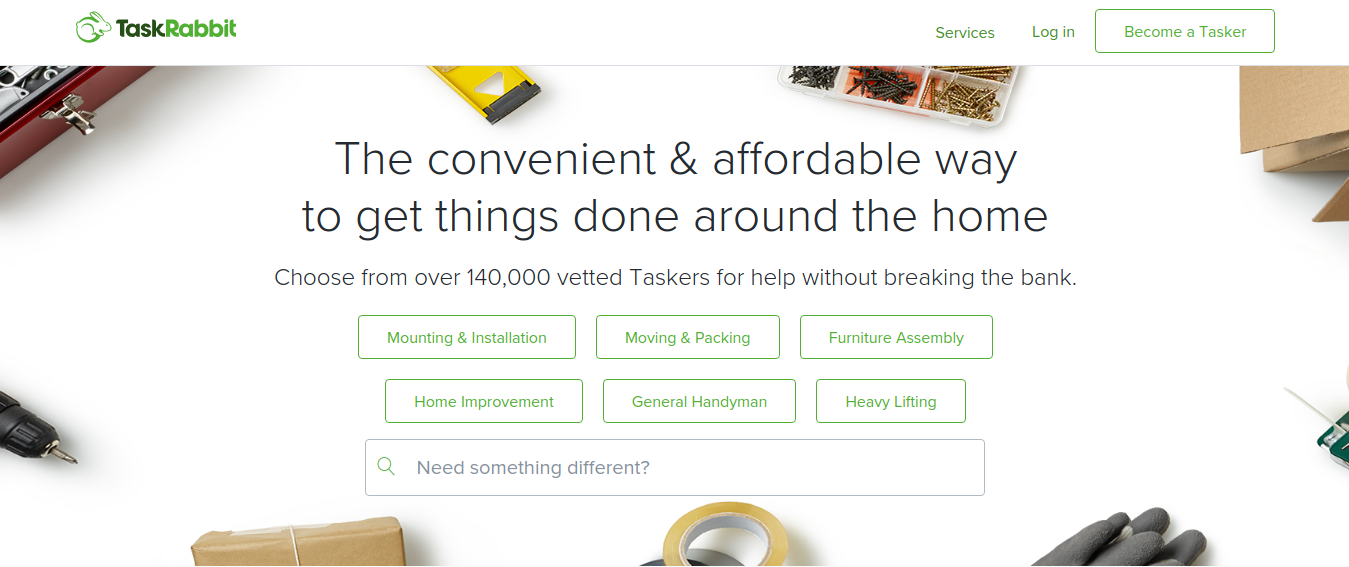 TaskRabbit
Services
Log in
Become a Tasker
The convenient & affordable way
to get things done around the home
Choose from over 140,000 vetted Taskers for help without breaking the bank.
Mounting & Installation
Moving & Packing
Furniture Assembly
Home Improvement
General Handyman
Heavy Lifting
Need something different?